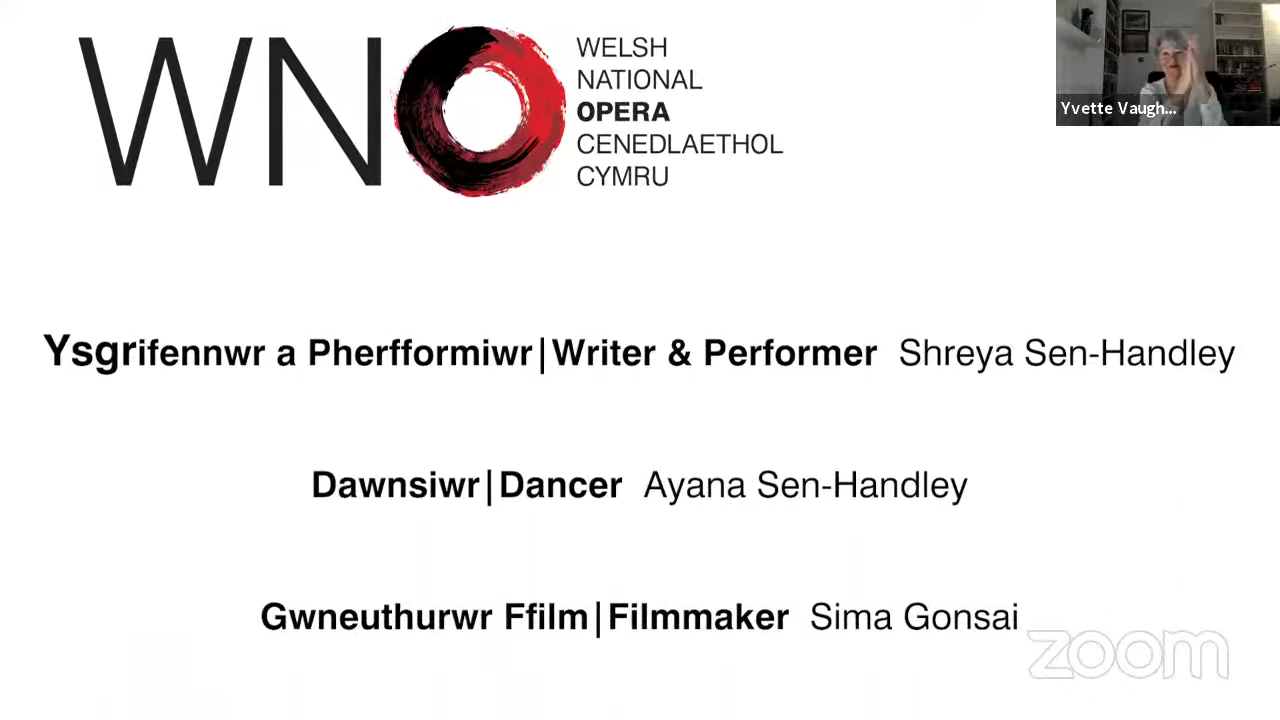 WNO
WELSH
NATIONAL
OPERA
CENEDLAETHOL
CYMRU
Yvette Vaugh...
Ysgrifennwr a Pherfformiwr|Writer & Performer Shreya Sen-Handley
Dawnsiwr|Dancer Ayana Sen-Handley
Gwneuthurwr Ffilm|Filmmaker Sima Gonsai
zoom